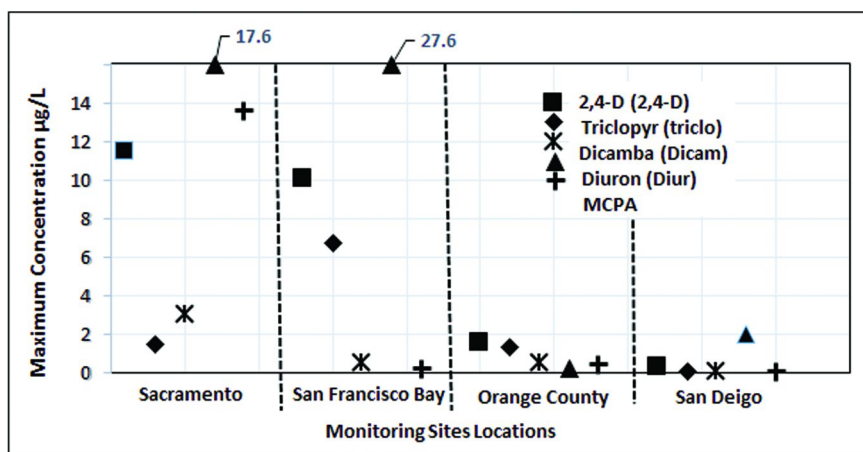 17.6
27.6
Maximum Concentration µg/L
14
12
10
8
6
4
2
0
2,4-D (2,4-D)
Triclopyr (triclo)
Dicamba (Dicam)
Diuron (Diur)
MCPA
Sacramento
San Francisco Bay
Orange County
San Deigo
Monitoring Sites Locations